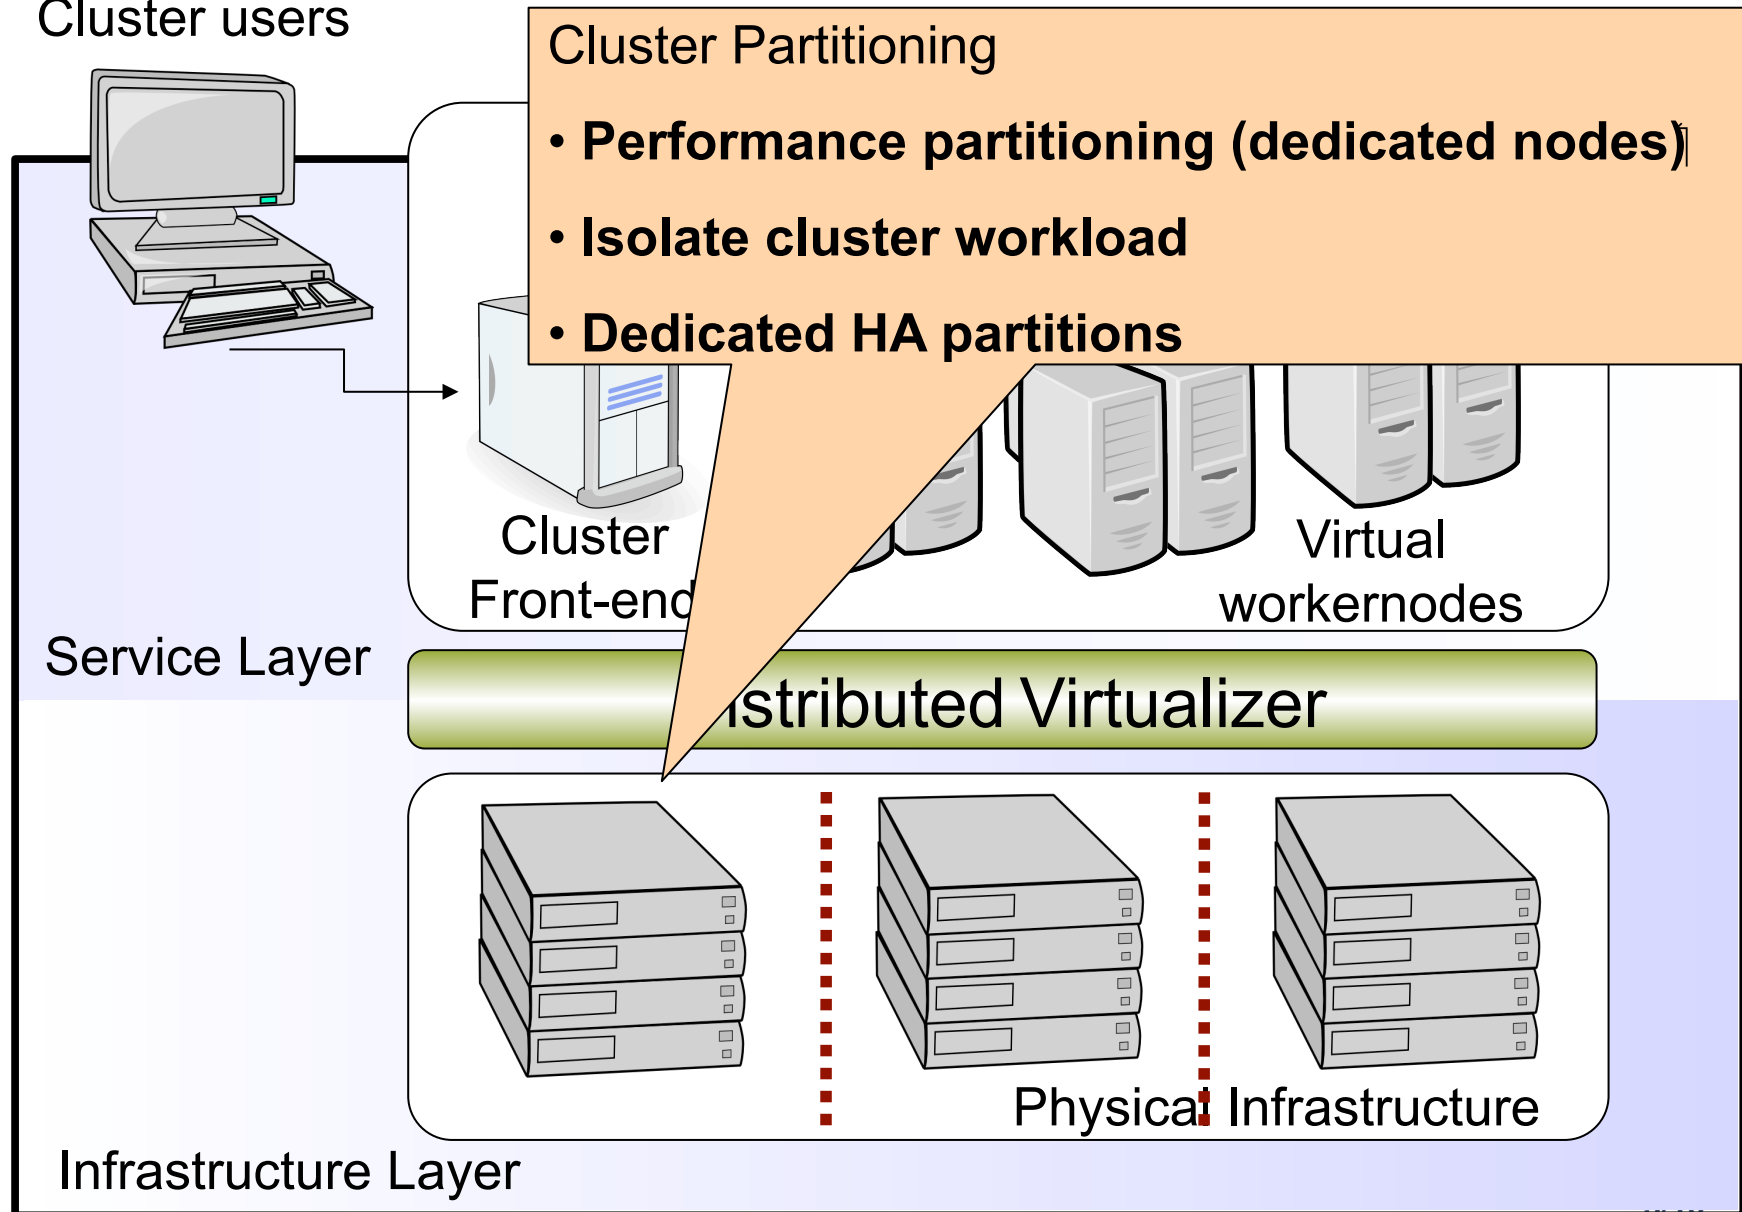 Cluster users
Cluster Partitioning
• Performance partitioning (dedicated nodes)
• Isolate cluster workload
• Dedicated HA partitions
Cluster
Front-end
Virtual
workernodes
Service Layer
istributed Virtualizer
Physical Infrastructure
Infrastructure Layer